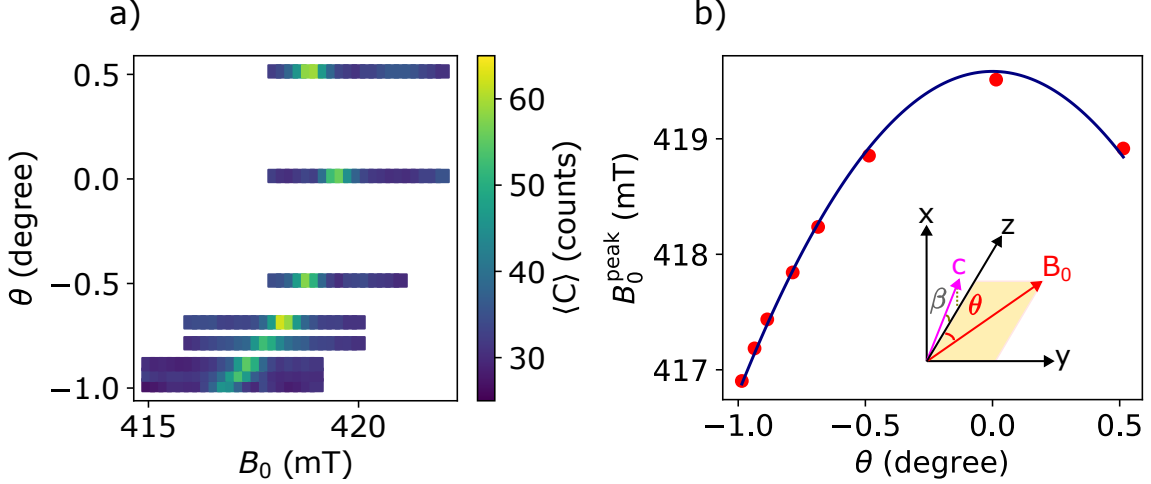 a)
0.5
0.0
−0.5
−1.0
θ (degree)
415
420
B₀ (mT)
60
50
40
30
⟨C⟩ (counts)
b)
419
418
417
B₀ᵖᵉᵃᵏ (mT)
−1.0
−0.5
0.0
0.5
θ (degree)
x
z
c
B₀
β
θ
y